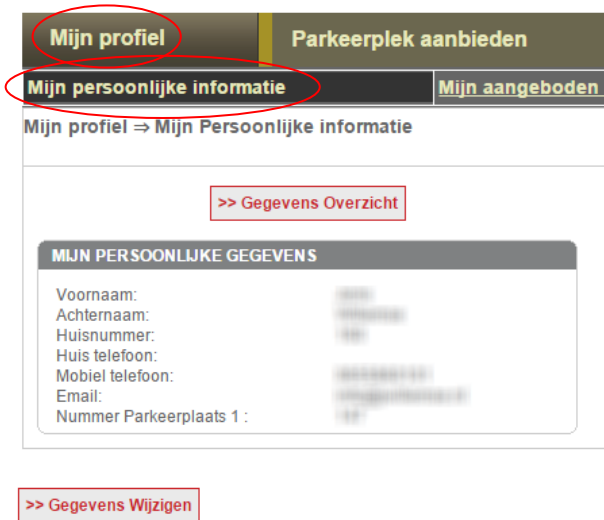 Mijn profiel Parkeerplek aanbieden
Mijn persoonlijke informatie Mijn aangeboden
Mijn profiel ⇒ Mijn Persoonlijke informatie
>> Gegevens Overzicht
MIJN PERSOONLIJKE GEGEVENS
Voornaam:
Achternaam:
Huisnummer:
Huis telefoon:
Mobiel telefoon:
Email:
Nummer Parkeerplaats 1 :
>> Gegevens Wijzigen